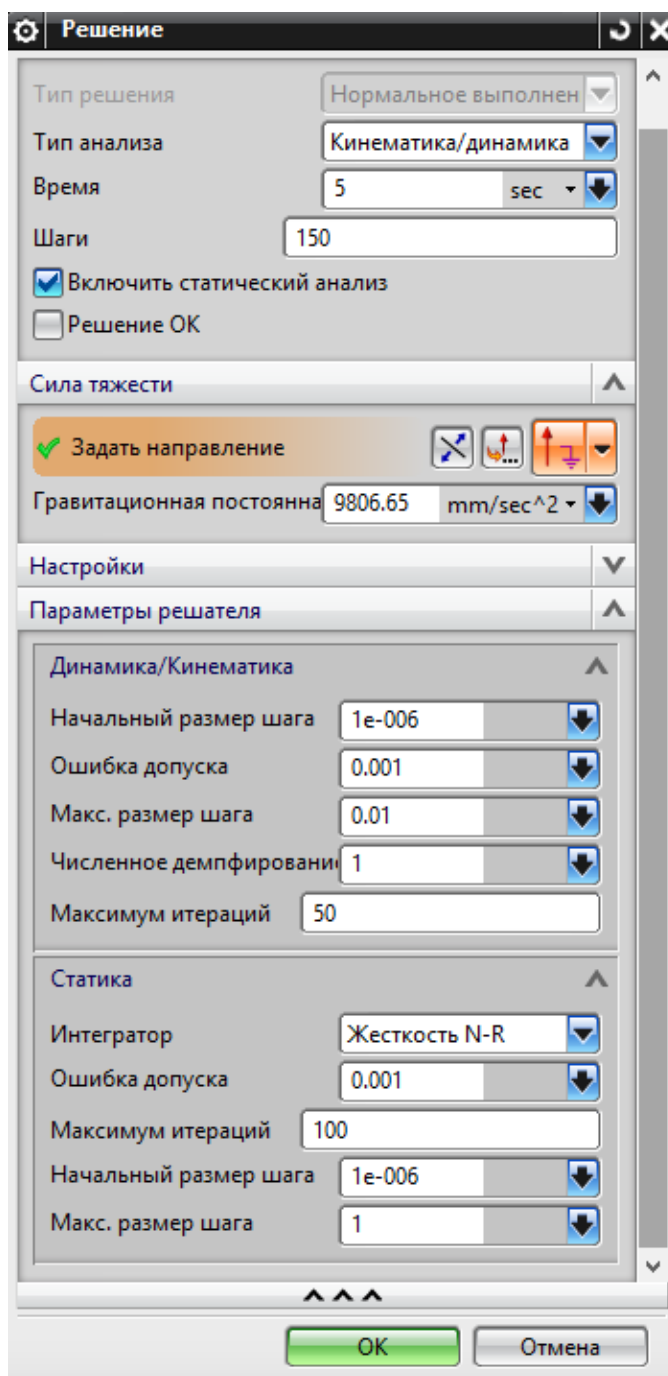 Решение
Тип решения Нормальное выполнен
Тип анализа Кинематика/динамика
Время 5 sec
Шаги 150
Включить статический анализ
Решение ОК
Сила тяжести
Задать направление
Гравитационная постоянна 9806.65 mm/sec^2
Настройки
Параметры решателя
Динамика/Кинематика
Начальный размер шага 1e-006
Ошибка допуска 0.001
Макс. размер шага 0.01
Численное демпфировани 1
Максимум итераций 50
Статика
Интегратор Жесткость N-R
Ошибка допуска 0.001
Максимум итераций 100
Начальный размер шага 1e-006
Макс. размер шага 1
ОК Отмена